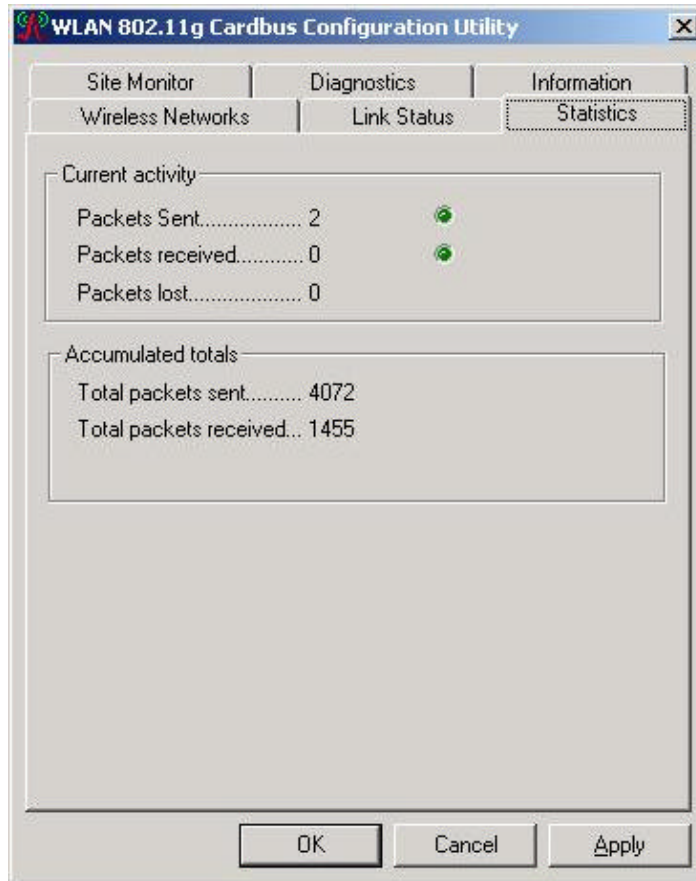 WLAN 802.11g Cardbus Configuration Utility
Site Monitor Diagnostics Information
Wireless Networks Link Status Statistics
Current activity
Packets Sent.................... 2
Packets received............ 0
Packets lost..................... 0
Accumulated totals
Total packets sent.......... 4072
Total packets received... 1455
OK Cancel Apply